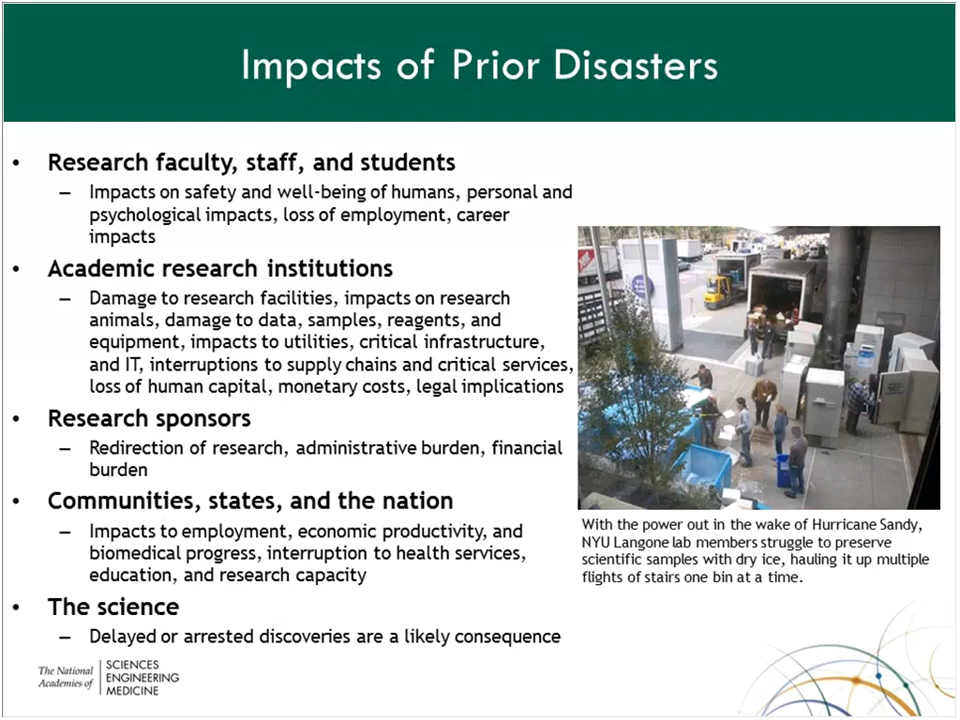 Impacts of Prior Disasters
• Research faculty, staff, and students
– Impacts on safety and well-being of humans, personal and
psychological impacts, loss of employment, career
impacts
• Academic research institutions
– Damage to research facilities, impacts on research
animals, damage to data, samples, reagents, and
equipment, impacts to utilities, critical infrastructure,
and IT, interruptions to supply chains and critical services,
loss of human capital, monetary costs, legal implications
• Research sponsors
– Redirection of research, administrative burden, financial
burden
• Communities, states, and the nation
– Impacts to employment, economic productivity, and
biomedical progress, interruption to health services,
education, and research capacity
• The science
– Delayed or arrested discoveries are a likely consequence
With the power out in the wake of Hurricane Sandy,
NYU Langone lab members struggle to preserve
scientific samples with dry ice, hauling it up multiple
flights of stairs one bin at a time.
The National
Academies of
SCIENCES
ENGINEERING
MEDICINE